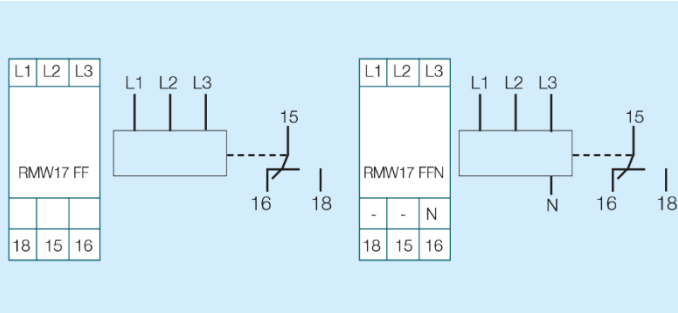 L1 L2 L3
L1 L2 L3
15
RMW17 FF
16 18
18 15 16
L1 L2 L3
L1 L2 L3
15
RMW17 FFN
N 16 18
- - N
18 15 16